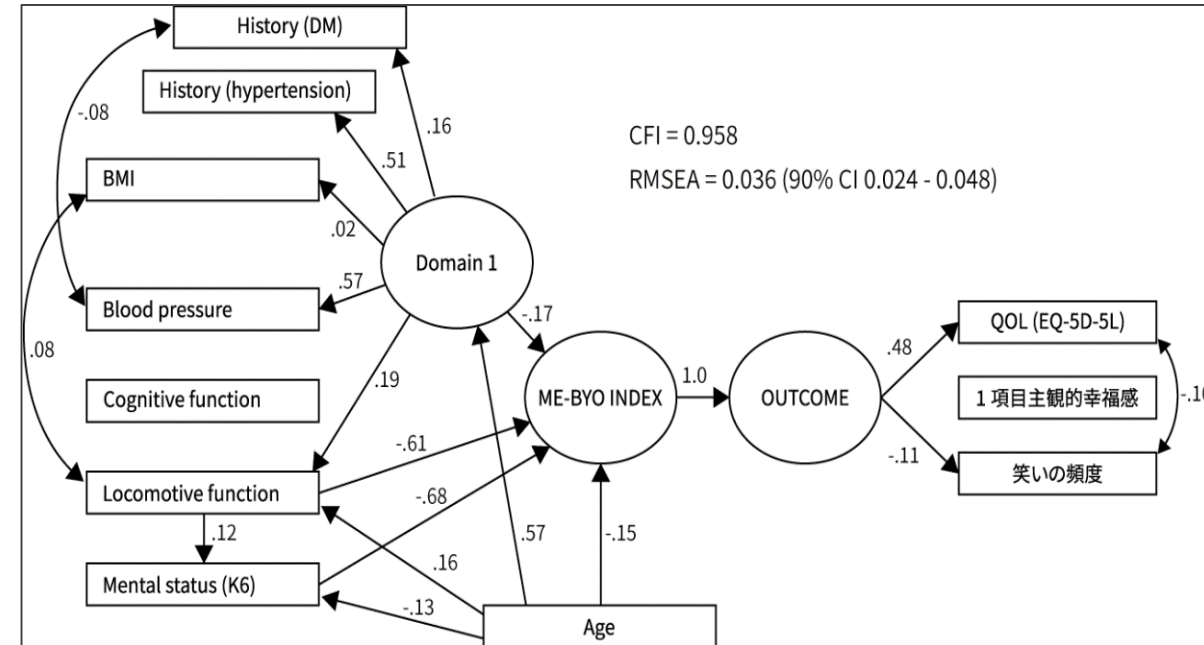 History (DM)
History (hypertension)
-.08
.16
.51
CFI = 0.958
RMSEA = 0.036 (90% CI 0.024 - 0.048)
BMI
.02
Domain 1
.57
Blood pressure
-.17
QOL (EQ-5D-5L)
.08
.19
.48
1.0
Cognitive function
ME-BYO INDEX
OUTCOME
1 項目主観的幸福感
-.61
-.11
笑いの頻度
Locomotive function
-.68
.12
.57
-.15
.16
Mental status (K6)
-.13
Age